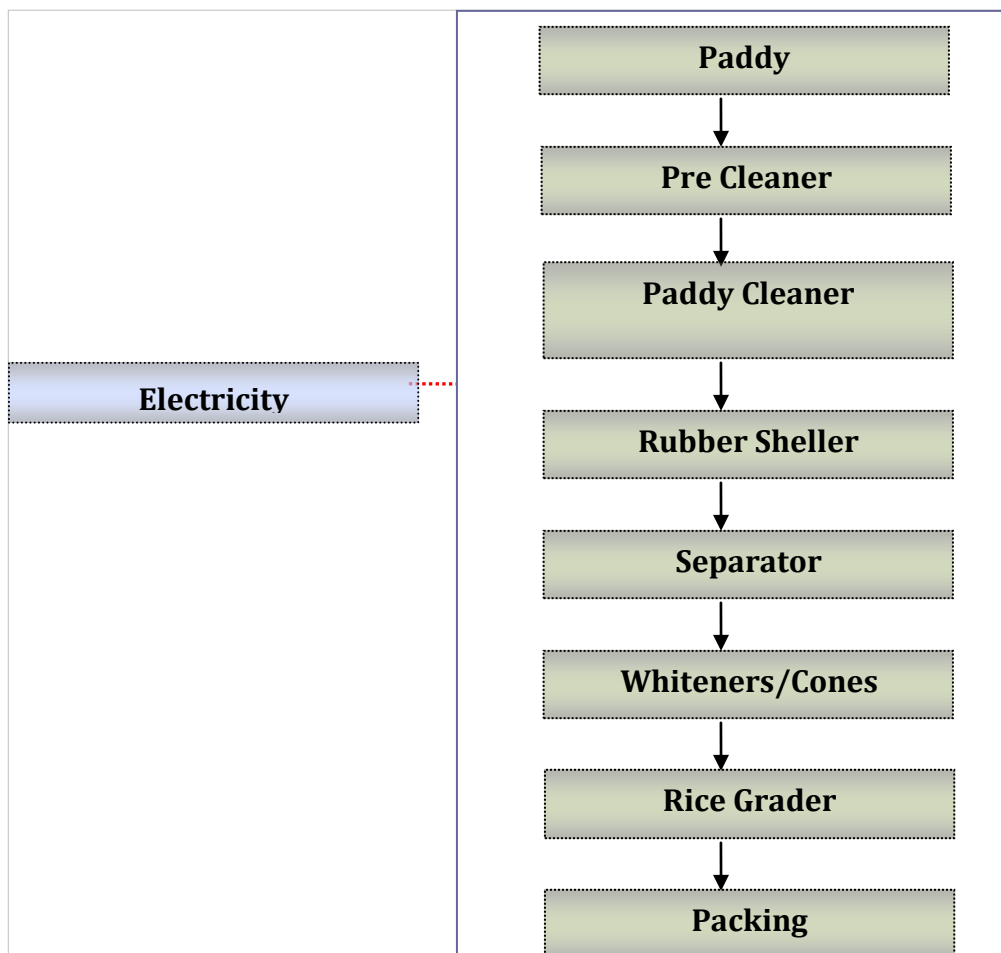 Paddy
Pre Cleaner
Paddy Cleaner
Electricity
Rubber Sheller
Separator
Whiteners/Cones
Rice Grader
Packing